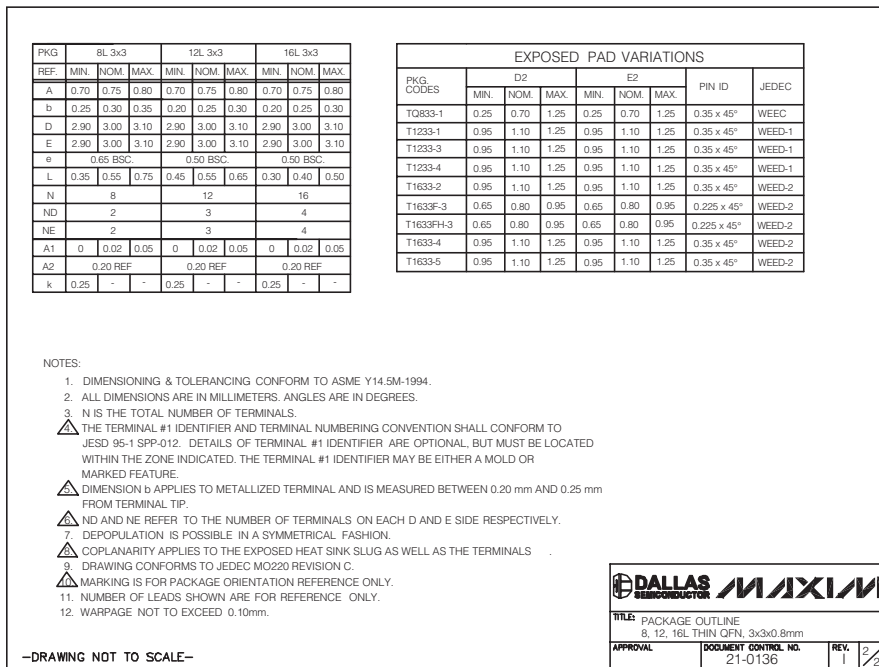 PKG 8L 3x3 12L 3x3 16L 3x3
REF. MIN. NOM. MAX. MIN. NOM. MAX. MIN. NOM. MAX.
A 0.70 0.75 0.80 0.70 0.75 0.80 0.70 0.75 0.80
b 0.25 0.30 0.35 0.20 0.25 0.30 0.20 0.25 0.30
D 2.90 3.00 3.10 2.90 3.00 3.10 2.90 3.00 3.10
E 2.90 3.00 3.10 2.90 3.00 3.10 2.90 3.00 3.10
e 0.65 BSC. 0.50 BSC. 0.50 BSC.
L 0.35 0.55 0.75 0.45 0.55 0.65 0.30 0.40 0.50
N 8 12 16
ND 2 3 4
NE 2 3 4
A1 0 0.02 0.05 0 0.02 0.05 0 0.02 0.05
A2 0.20 REF 0.20 REF 0.20 REF
k 0.25 - - 0.25 - - 0.25 - -
EXPOSED PAD VARIATIONS
PKG. CODES D2 E2 PIN ID JEDEC
MIN. NOM. MAX. MIN. NOM. MAX.
TQ833-1 0.25 0.70 1.25 0.25 0.70 1.25 0.35 x 45° WEEC
T1233-1 0.95 1.10 1.25 0.95 1.10 1.25 0.35 x 45° WEED-1
T1233-3 0.95 1.10 1.25 0.95 1.10 1.25 0.35 x 45° WEED-1
T1233-4 0.95 1.10 1.25 0.95 1.10 1.25 0.35 x 45° WEED-1
T1633-2 0.95 1.10 1.25 0.95 1.10 1.25 0.35 x 45° WEED-2
T1633F-3 0.65 0.80 0.95 0.65 0.80 0.95 0.225 x 45° WEED-2
T1633FH-3 0.65 0.80 0.95 0.65 0.80 0.95 0.225 x 45° WEED-2
T1633-4 0.95 1.10 1.25 0.95 1.10 1.25 0.35 x 45° WEED-2
T1633-5 0.95 1.10 1.25 0.95 1.10 1.25 0.35 x 45° WEED-2
NOTES:
1. DIMENSIONING & TOLERANCING CONFORM TO ASME Y14.5M-1994.
2. ALL DIMENSIONS ARE IN MILLIMETERS. ANGLES ARE IN DEGREES.
3. N IS THE TOTAL NUMBER OF TERMINALS.
4. THE TERMINAL #1 IDENTIFIER AND TERMINAL NUMBERING CONVENTION SHALL CONFORM TO
JESD 95-1 SPP-012. DETAILS OF TERMINAL #1 IDENTIFIER ARE OPTIONAL, BUT MUST BE LOCATED
WITHIN THE ZONE INDICATED. THE TERMINAL #1 IDENTIFIER MAY BE EITHER A MOLD OR
MARKED FEATURE.
5. DIMENSION b APPLIES TO METALLIZED TERMINAL AND IS MEASURED BETWEEN 0.20 mm AND 0.25 mm
FROM TERMINAL TIP.
6. ND AND NE REFER TO THE NUMBER OF TERMINALS ON EACH D AND E SIDE RESPECTIVELY.
7. DEPOPULATION IS POSSIBLE IN A SYMMETRICAL FASHION.
8. COPLANARITY APPLIES TO THE EXPOSED HEAT SINK SLUG AS WELL AS THE TERMINALS .
9. DRAWING CONFORMS TO JEDEC MO220 REVISION C.
10. MARKING IS FOR PACKAGE ORIENTATION REFERENCE ONLY.
11. NUMBER OF LEADS SHOWN ARE FOR REFERENCE ONLY.
12. WARPAGE NOT TO EXCEED 0.10mm.
-DRAWING NOT TO SCALE-
DALLAS SEMICONDUCTOR MAXIM
TITLE: PACKAGE OUTLINE
8, 12, 16L THIN QFN, 3x3x0.8mm
APPROVAL DOCUMENT CONTROL NO. REV.
21-0136 I 2/2